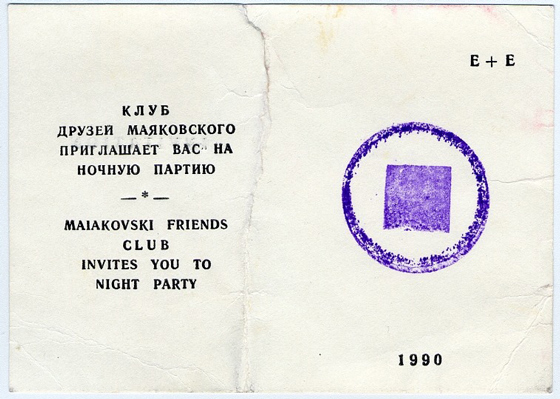 КЛУБ
ДРУЗЕЙ МАЯКОВСКОГО
ПРИГЛАШАЕТ ВАС НА
НОЧНУЮ ПАРТИЮ
—*—
MAIAKOVSKI FRIENDS
CLUB
INVITES YOU TO
NIGHT PARTY
E + E
1990